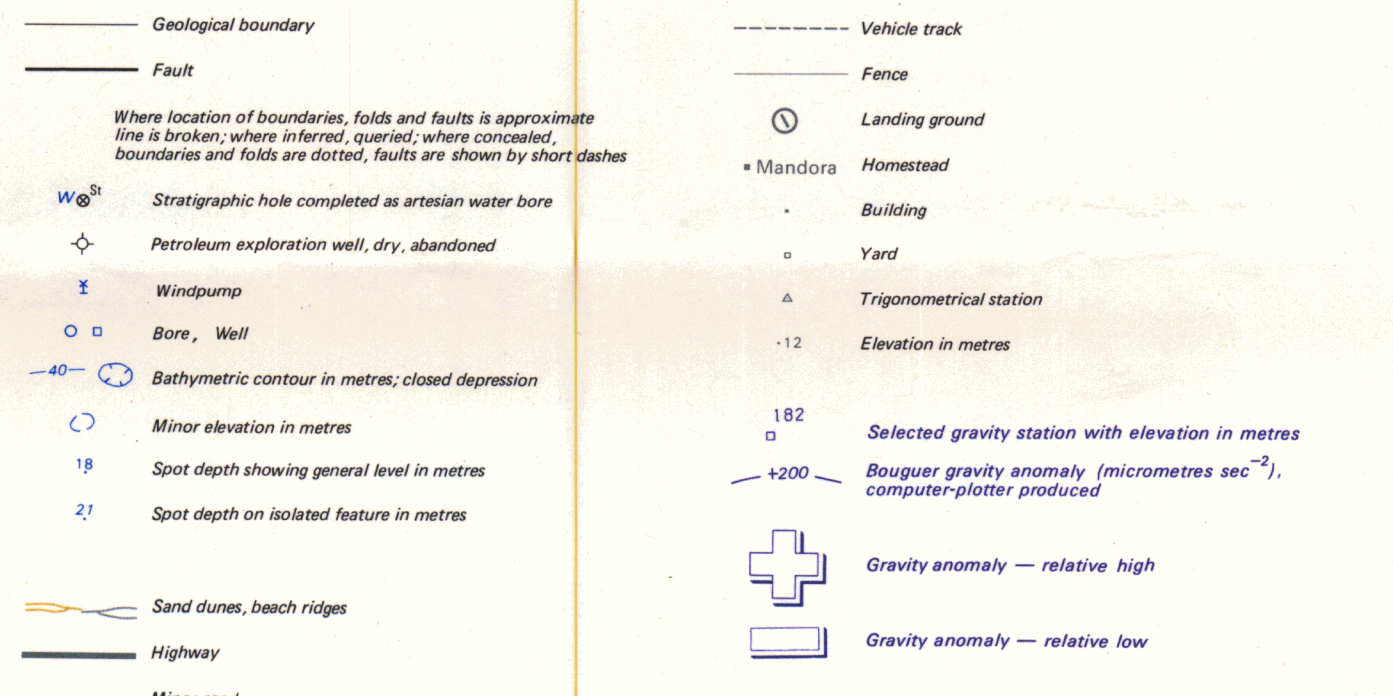 Geological boundary
Fault
Where location of boundaries, folds and faults is approximate
line is broken; where inferred, queried; where concealed,
boundaries and folds are dotted, faults are shown by short dashes
W St Stratigraphic hole completed as artesian water bore
Petroleum exploration well, dry, abandoned
Windpump
Bore, Well
40 Bathymetric contour in metres; closed depression
Minor elevation in metres
18 Spot depth showing general level in metres
21 Spot depth on isolated feature in metres
Sand dunes, beach ridges
Highway
Vehicle track
Fence
Landing ground
Mandora Homestead
Building
Yard
Trigonometrical station
·12 Elevation in metres
182
Selected gravity station with elevation in metres
+200 Bouguer gravity anomaly (micrometres sec⁻²),
computer-plotter produced
Gravity anomaly — relative high
Gravity anomaly — relative low